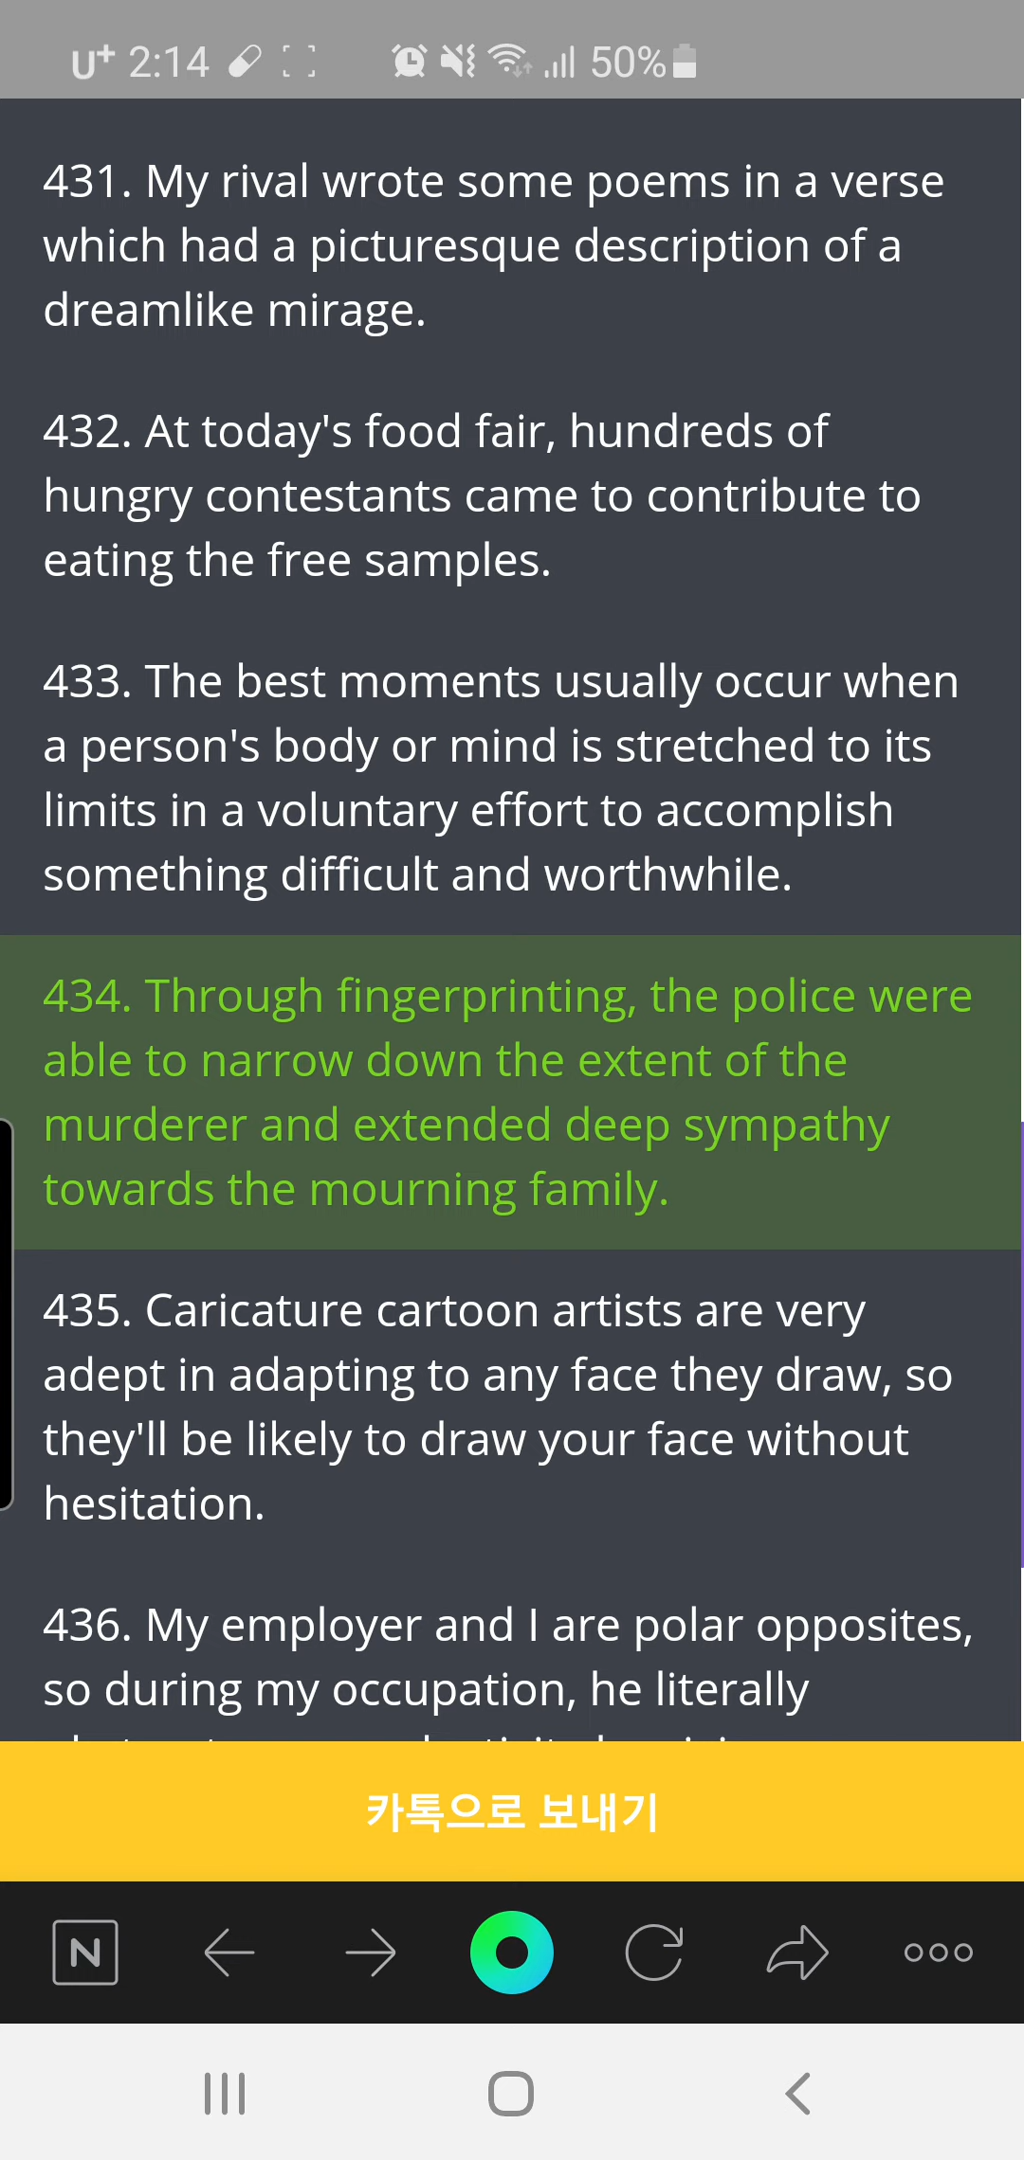 U+ 2:14 50%
431. My rival wrote some poems in a verse
which had a picturesque description of a
dreamlike mirage.
432. At today's food fair, hundreds of
hungry contestants came to contribute to
eating the free samples.
433. The best moments usually occur when
a person's body or mind is stretched to its
limits in a voluntary effort to accomplish
something difficult and worthwhile.
434. Through fingerprinting, the police were
able to narrow down the extent of the
murderer and extended deep sympathy
towards the mourning family.
435. Caricature cartoon artists are very
adept in adapting to any face they draw, so
they'll be likely to draw your face without
hesitation.
436. My employer and I are polar opposites,
so during my occupation, he literally
카톡으로 보내기
N